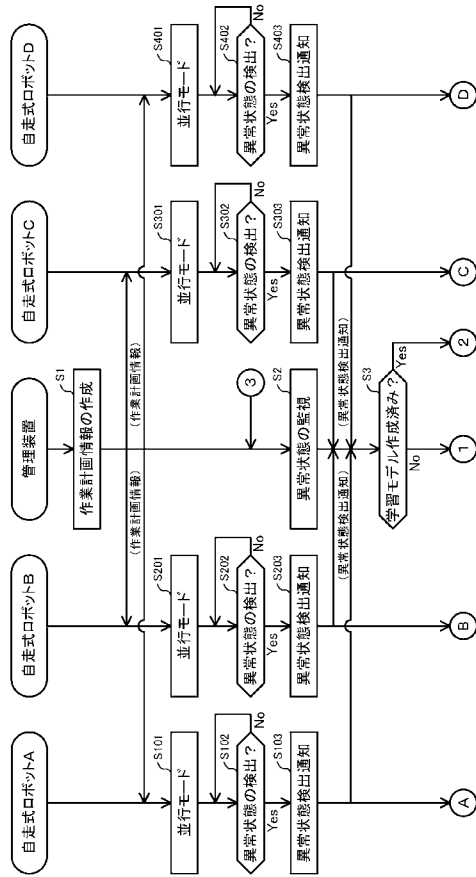 自走式ロボットA
自走式ロボットB
管理装置
自走式ロボットC
自走式ロボットD
S1
作業計画情報の作成
(作業計画情報)
(作業計画情報)
S101
並行モード
S201
並行モード
S301
並行モード
S401
並行モード
3
S102
異常状態の検出？
No
Yes
S202
異常状態の検出？
No
Yes
S302
異常状態の検出？
No
Yes
S402
異常状態の検出？
No
Yes
S103
異常状態検出通知
S203
異常状態検出通知
S2
異常状態の監視
S303
異常状態検出通知
S403
異常状態検出通知
(異常状態検出通知)
(異常状態検出通知)
S3
学習モデル作成済み？
No
Yes
A
B
1
2
C
D